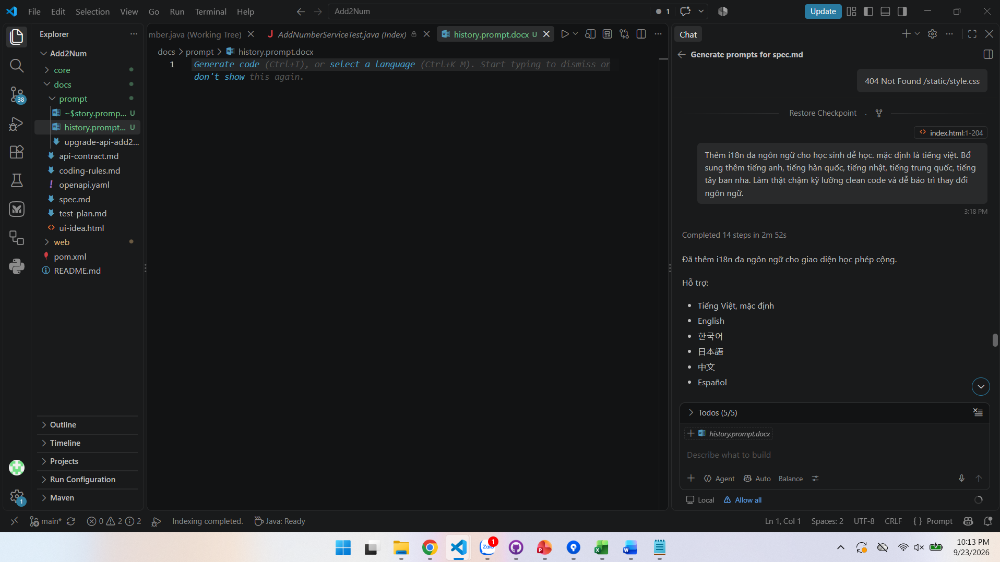 File Edit Selection View Go Run Terminal Help
Add2Num
1
Update
Explorer
Add2Num
core
docs
prompt
~$story.promp... U
history.prompt... U
upgrade-api-add2...
api-contract.md
coding-rules.md
openapi.yaml
spec.md
test-plan.md
ui-idea.html
web
pom.xml
README.md
Outline
Timeline
Projects
Run Configuration
Maven
38
1
mber.java (Working Tree)
AddNumberServiceTest.java (Index)
history.prompt.docx U
docs > prompt > history.prompt.docx
1
Generate code (Ctrl+I), or select a language (Ctrl+K M). Start typing to dismiss or
don't show this again.
Chat
Generate prompts for spec.md
404 Not Found /static/style.css
Restore Checkpoint .
index.html:1-204
Thêm i18n đa ngôn ngữ cho học sinh dễ học. mặc định là tiếng việt. Bổ
sung thêm tiếng anh, tiếng hàn quốc, tiếng nhật, tiếng trung quốc, tiếng
tây ban nha. Làm thật chậm kỹ lưỡng clean code và dễ bảo trì thay đổi
ngôn ngữ.
3:18 PM
Completed 14 steps in 2m 52s
Đã thêm i18n đa ngôn ngữ cho giao diện học phép cộng.
Hỗ trợ:
Tiếng Việt, mặc định
English
한국어
日本語
中文
Español
Todos (5/5)
history.prompt.docx
Describe what to build
Agent Auto Balance
Local Allow all
main* 0 2 2 Indexing completed. Java: Ready
Ln 1, Col 1 Spaces: 2 UTF-8 CRLF { } Prompt
Zalo
1
10:13 PM
9/23/2026